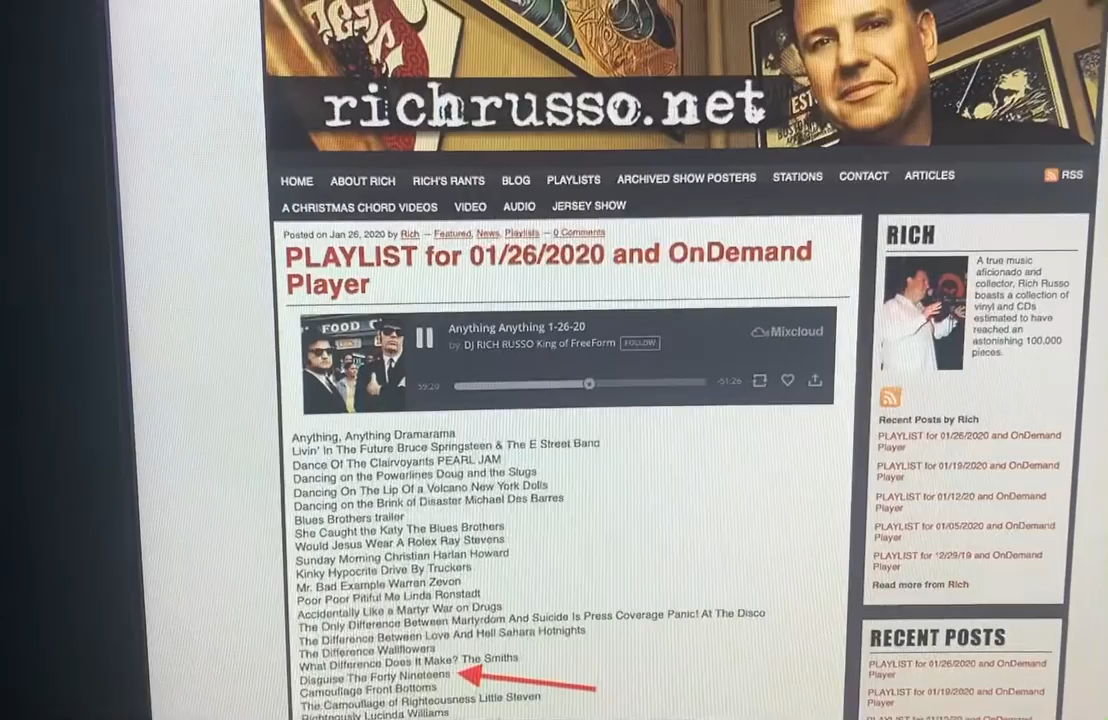 richrusso.net
HOME ABOUT RICH RICH'S RANTS BLOG PLAYLISTS ARCHIVED SHOW POSTERS STATIONS CONTACT ARTICLES RSS
A CHRISTMAS CHORD VIDEOS VIDEO AUDIO JERSEY SHOW
Posted on Jan 26, 2020 by Rich – Featured, News, Playlists – 0 Comments
PLAYLIST for 01/26/2020 and OnDemand
Player
FOOD
Anything Anything 1-26-20
by DJ RICH RUSSO King of FreeForm FOLLOW
Mixcloud
59:20 -51:26
Anything, Anything Dramarama
Livin' In The Future Bruce Springsteen & The E Street Band
Dance Of The Clairvoyants PEARL JAM
Dancing on the Powerlines Doug and the Slugs
Dancing On The Lip Of a Volcano New York Dolls
Dancing on the Brink of Disaster Michael Des Barres
Blues Brothers trailer
She Caught the Katy The Blues Brothers
Would Jesus Wear A Rolex Ray Stevens
Sunday Morning Christian Harlan Howard
Kinky Hypocrite Drive By Truckers
Mr. Bad Example Warren Zevon
Poor Poor Pitiful Me Linda Ronstadt
Accidentally Like a Martyr War on Drugs
The Only Difference Between Martyrdom And Suicide Is Press Coverage Panic! At The Disco
The Difference Between Love And Hell Sahara Hotnights
The Difference Wallflowers
What Difference Does It Make? The Smiths
Disguise The Forty Nineteens
Camouflage Front Bottoms
The Camouflage of Righteousness Little Steven
Righteously Lucinda Williams
RICH
A true music
aficionado and
collector, Rich Russo
boasts a collection of
vinyl and CDs
estimated to have
reached an
astonishing 100,000
pieces.
Recent Posts by Rich
PLAYLIST for 01/26/2020 and OnDemand
Player
PLAYLIST for 01/19/2020 and OnDemand
Player
PLAYLIST for 01/12/20 and OnDemand
Player
PLAYLIST for 01/05/2020 and OnDemand
Player
PLAYLIST for 12/29/19 and OnDemand
Player
Read more from Rich
RECENT POSTS
PLAYLIST for 01/26/2020 and OnDemand
Player
PLAYLIST for 01/19/2020 and OnDemand
Player